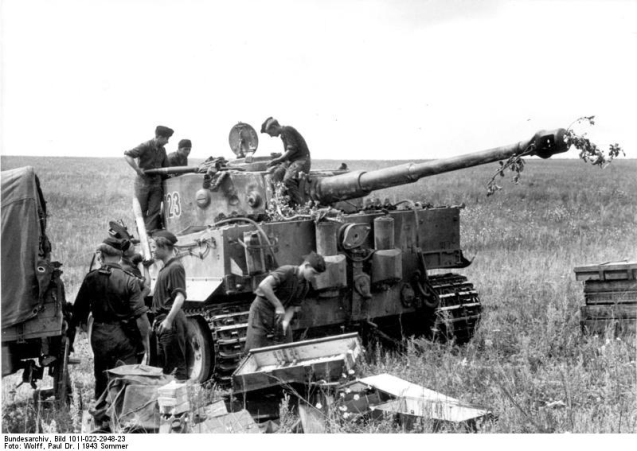 23
Bundesarchiv, Bild 101I-022-2948-23
Foto: Wolff, Paul Dr. | 1943 Sommer